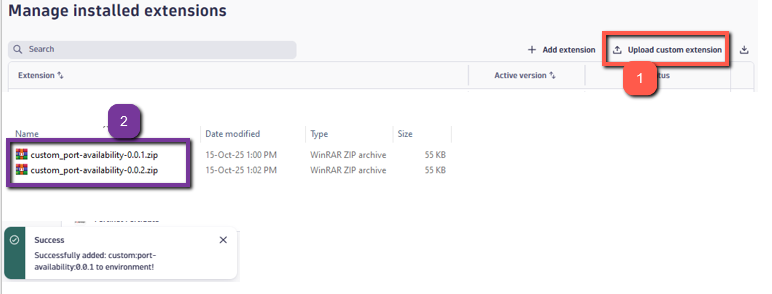 Manage installed extensions
Search
Add extension
Upload custom extension
1
Extension
Active version
tus
2
Name Date modified Type Size
custom_port-availability-0.0.1.zip 15-Oct-25 1:00 PM WinRAR ZIP archive 55 KB
custom_port-availability-0.0.2.zip 15-Oct-25 1:02 PM WinRAR ZIP archive 55 KB
Success
Successfully added: custom:port-
availability:0.0.1 to environment!